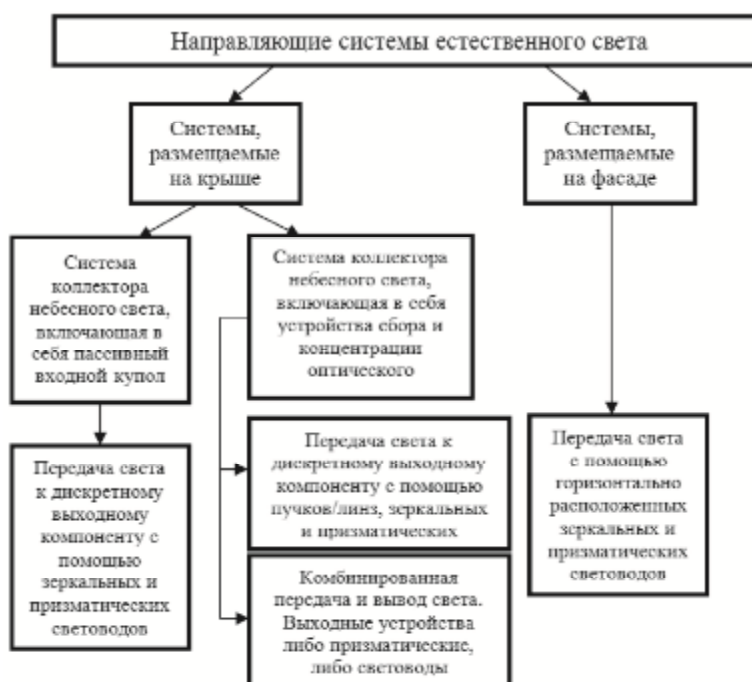 Направляющие системы естественного света
Системы,
размещаемые
на крыше
Системы,
размещаемые
на фасаде
Система
коллектора
небесного света,
включающая в
себя пассивный
входной купол
Система коллектора
небесного света,
включающая в себя
устройства сбора и
концентрации
оптического
Передача света
к дискретному
выходному
компоненту с
помощью
зеркальных и
призматических
световодов
Передача света к
дискретному выходному
компоненту с помощью
пучков/линз, зеркальных
и призматических
Комбинированная
передача и вывод света.
Выходные устройства
либо призматические,
либо световоды
Передача света
с помощью
горизонтально
расположенных
зеркальных и
призматических
световодов